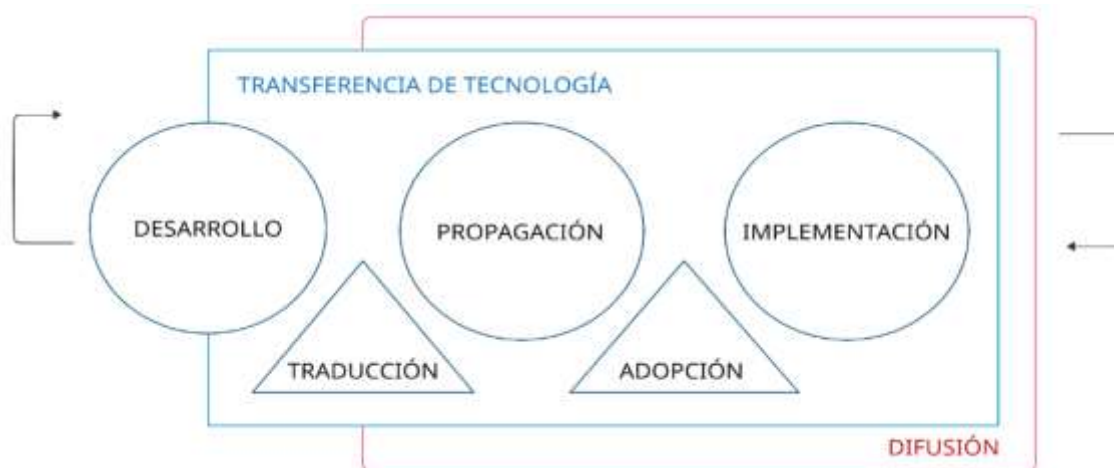 TRANSFERENCIA DE TECNOLOGÍA
DESARROLLO
PROPAGACIÓN
IMPLEMENTACIÓN
TRADUCCIÓN
ADOPCIÓN
DIFUSIÓN